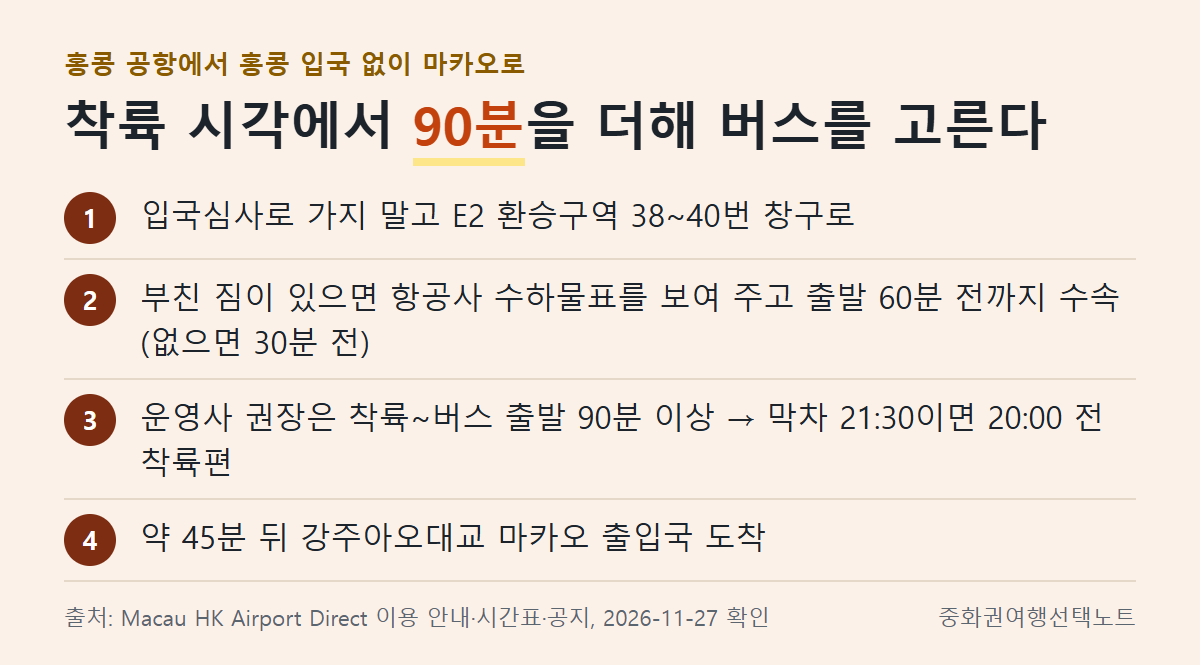 홍콩 공항에서 홍콩 입국 없이 마카오로
착륙 시각에서 90분을 더해 버스를 고른다
1 입국심사로 가지 말고 E2 환승구역 38~40번 창구로
2 부친 짐이 있으면 항공사 수하물표를 보여 주고 출발 60분 전까지 수속
(없으면 30분 전)
3 운영사 권장은 착륙~버스 출발 90분 이상 → 막차 21:30이면 20:00 전
착륙편
4 약 45분 뒤 강주아오대교 마카오 출입국 도착
출처: Macau HK Airport Direct 이용 안내·시간표·공지, 2026-11-27 확인
중화권여행선택노트